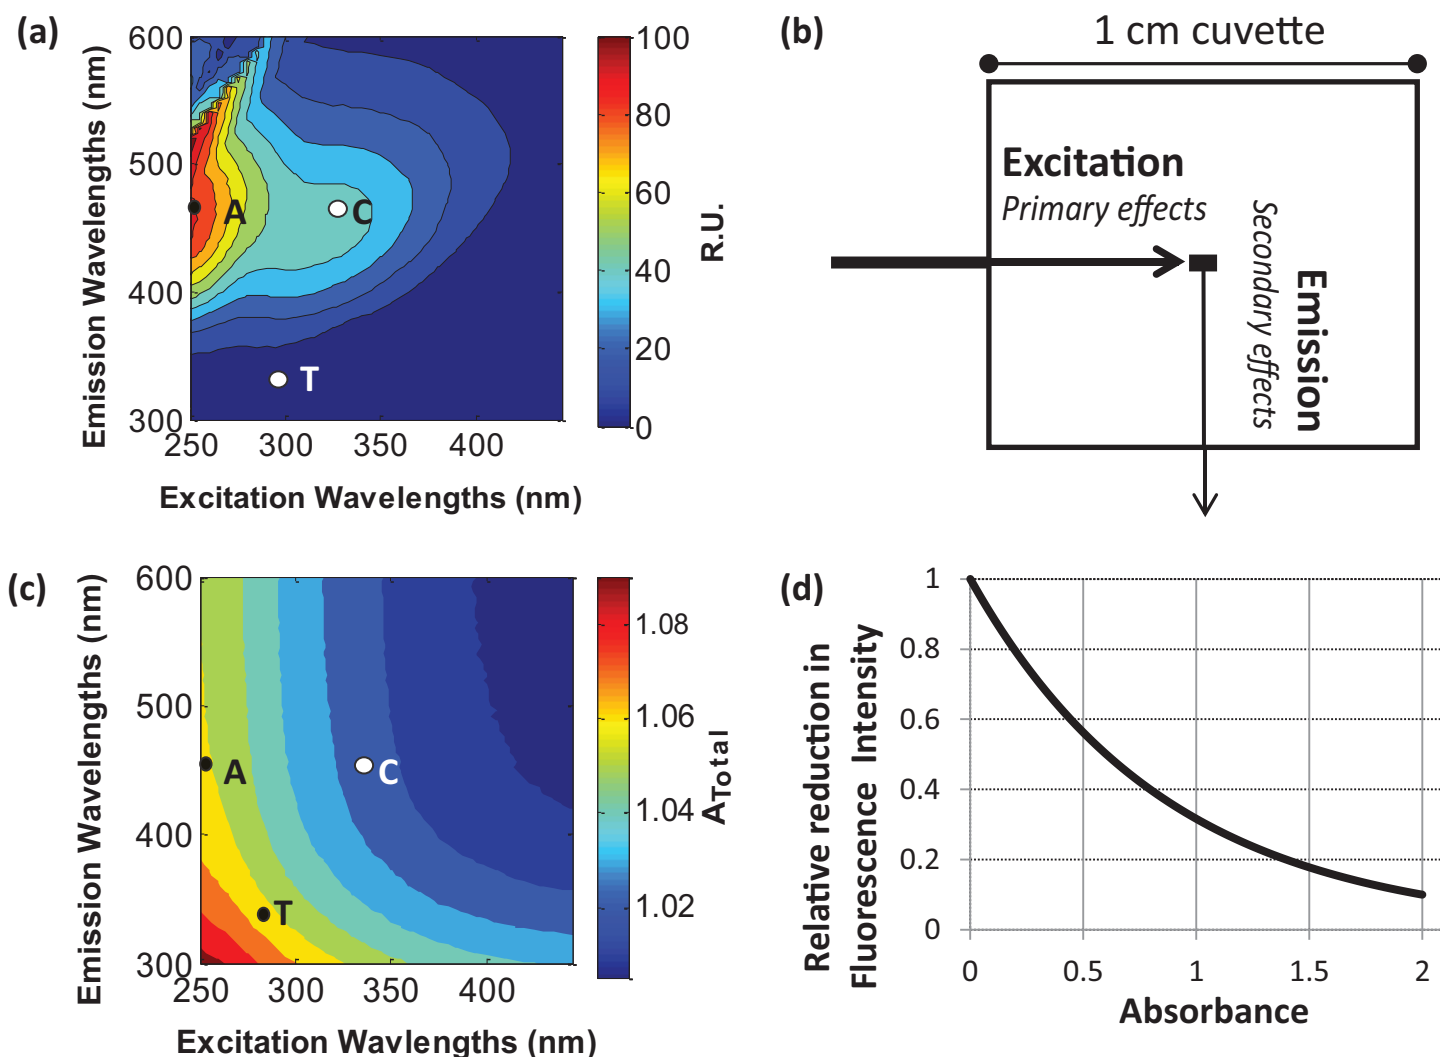 (a)
Emission Wavelengths (nm)
600
500
400
300
250
300
350
400
Excitation Wavelengths (nm)
A
C
T
100
80
60
40
20
0
R.U.
(b)
1 cm cuvette
Excitation
Primary effects
Secondary effects
Emission
(c)
Emission Wavelengths (nm)
600
500
400
300
250
300
350
400
Excitation Wavlengths (nm)
A
C
T
1.08
1.06
1.04
1.02
ATotal
(d)
Relative reduction in
Fluorescence Intensity
1
0.8
0.6
0.4
0.2
0
0
0.5
1
1.5
2
Absorbance